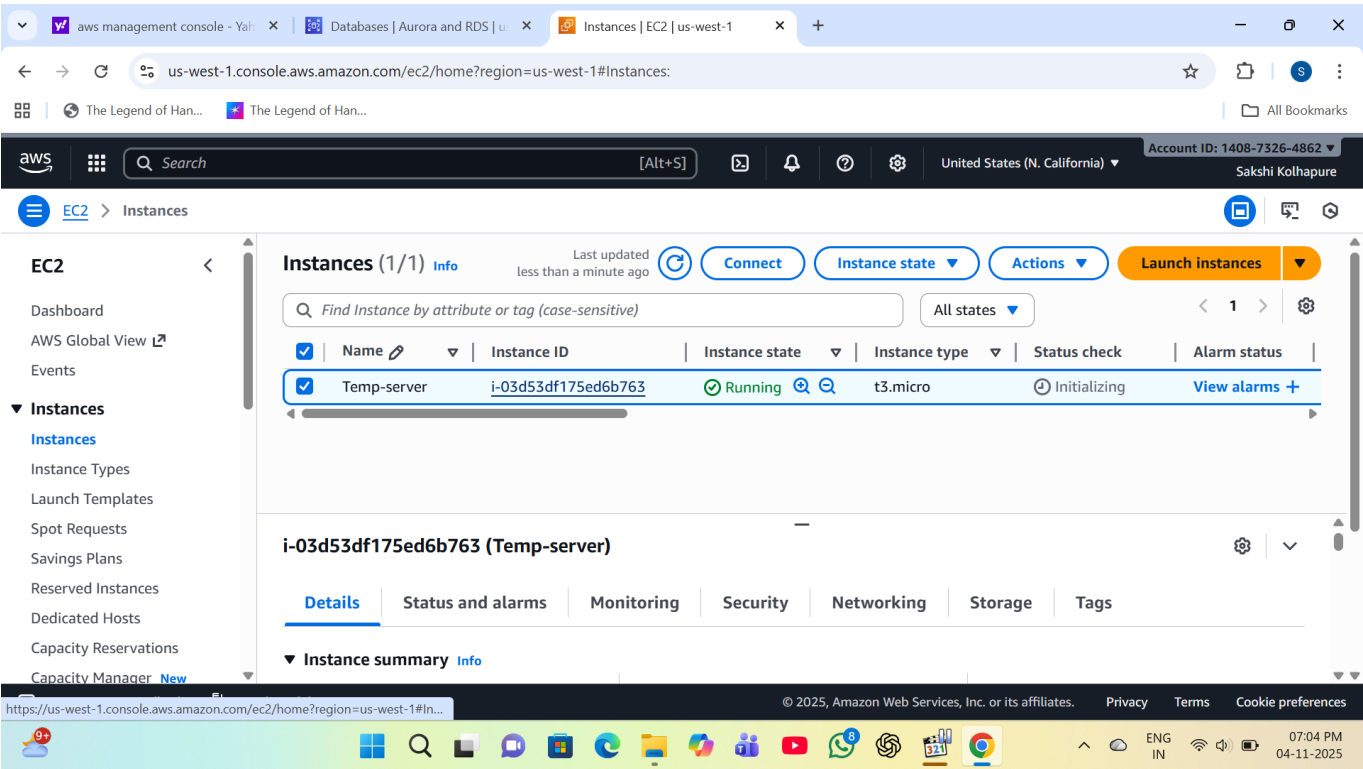 aws management console - Yah
Databases | Aurora and RDS | us
Instances | EC2 | us-west-1
us-west-1.console.aws.amazon.com/ec2/home?region=us-west-1#Instances:
S
The Legend of Han...
The Legend of Han...
All Bookmarks
aws
Search
[Alt+S]
United States (N. California)
Account ID: 1408-7326-4862
Sakshi Kolhapure
EC2
Instances
EC2
Dashboard
AWS Global View
Events
Instances
Instances
Instance Types
Launch Templates
Spot Requests
Savings Plans
Reserved Instances
Dedicated Hosts
Capacity Reservations
Capacity Manager New
Instances (1/1) Info
Last updated
less than a minute ago
Connect
Instance state
Actions
Launch instances
Find Instance by attribute or tag (case-sensitive)
All states
1
Name Instance ID Instance state Instance type Status check Alarm status
Temp-server i-03d53df175ed6b763 Running t3.micro Initializing View alarms +
i-03d53df175ed6b763 (Temp-server)
Details Status and alarms Monitoring Security Networking Storage Tags
Instance summary Info
© 2025, Amazon Web Services, Inc. or its affiliates. Privacy Terms Cookie preferences
https://us-west-1.console.aws.amazon.com/ec2/home?region=us-west-1#In...
9+
8
321
ENG
IN
07:04 PM
04-11-2025